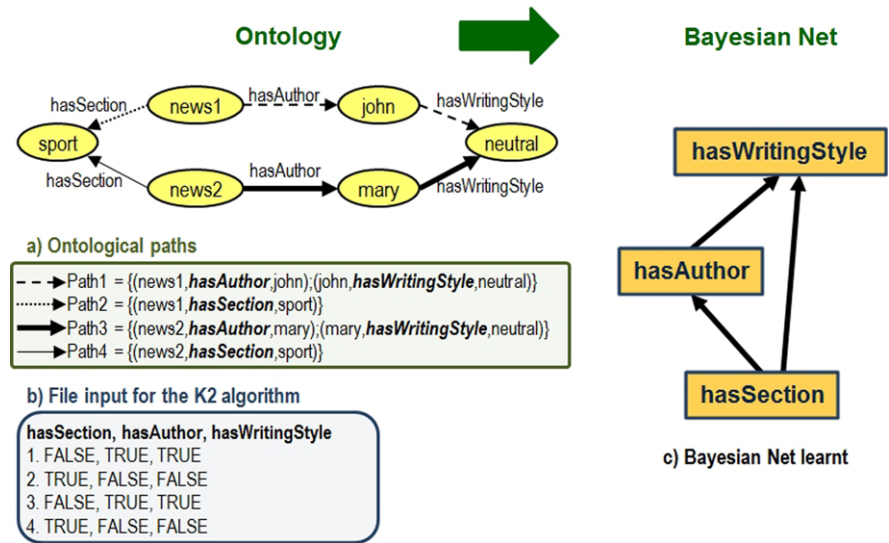 Ontology
Bayesian Net
hasSection
news1
hasAuthor
john
hasWritingStyle
sport
neutral
hasSection
news2
hasAuthor
mary
hasWritingStyle
hasWritingStyle
hasAuthor
hasSection
c) Bayesian Net learnt
a) Ontological paths
Path1 = {(news1,hasAuthor,john);(john,hasWritingStyle,neutral)}
Path2 = {(news1,hasSection,sport)}
Path3 = {(news2,hasAuthor,mary);(mary,hasWritingStyle,neutral)}
Path4 = {(news2,hasSection,sport)}
b) File input for the K2 algorithm
hasSection, hasAuthor, hasWritingStyle
1. FALSE, TRUE, TRUE
2. TRUE, FALSE, FALSE
3. FALSE, TRUE, TRUE
4. TRUE, FALSE, FALSE